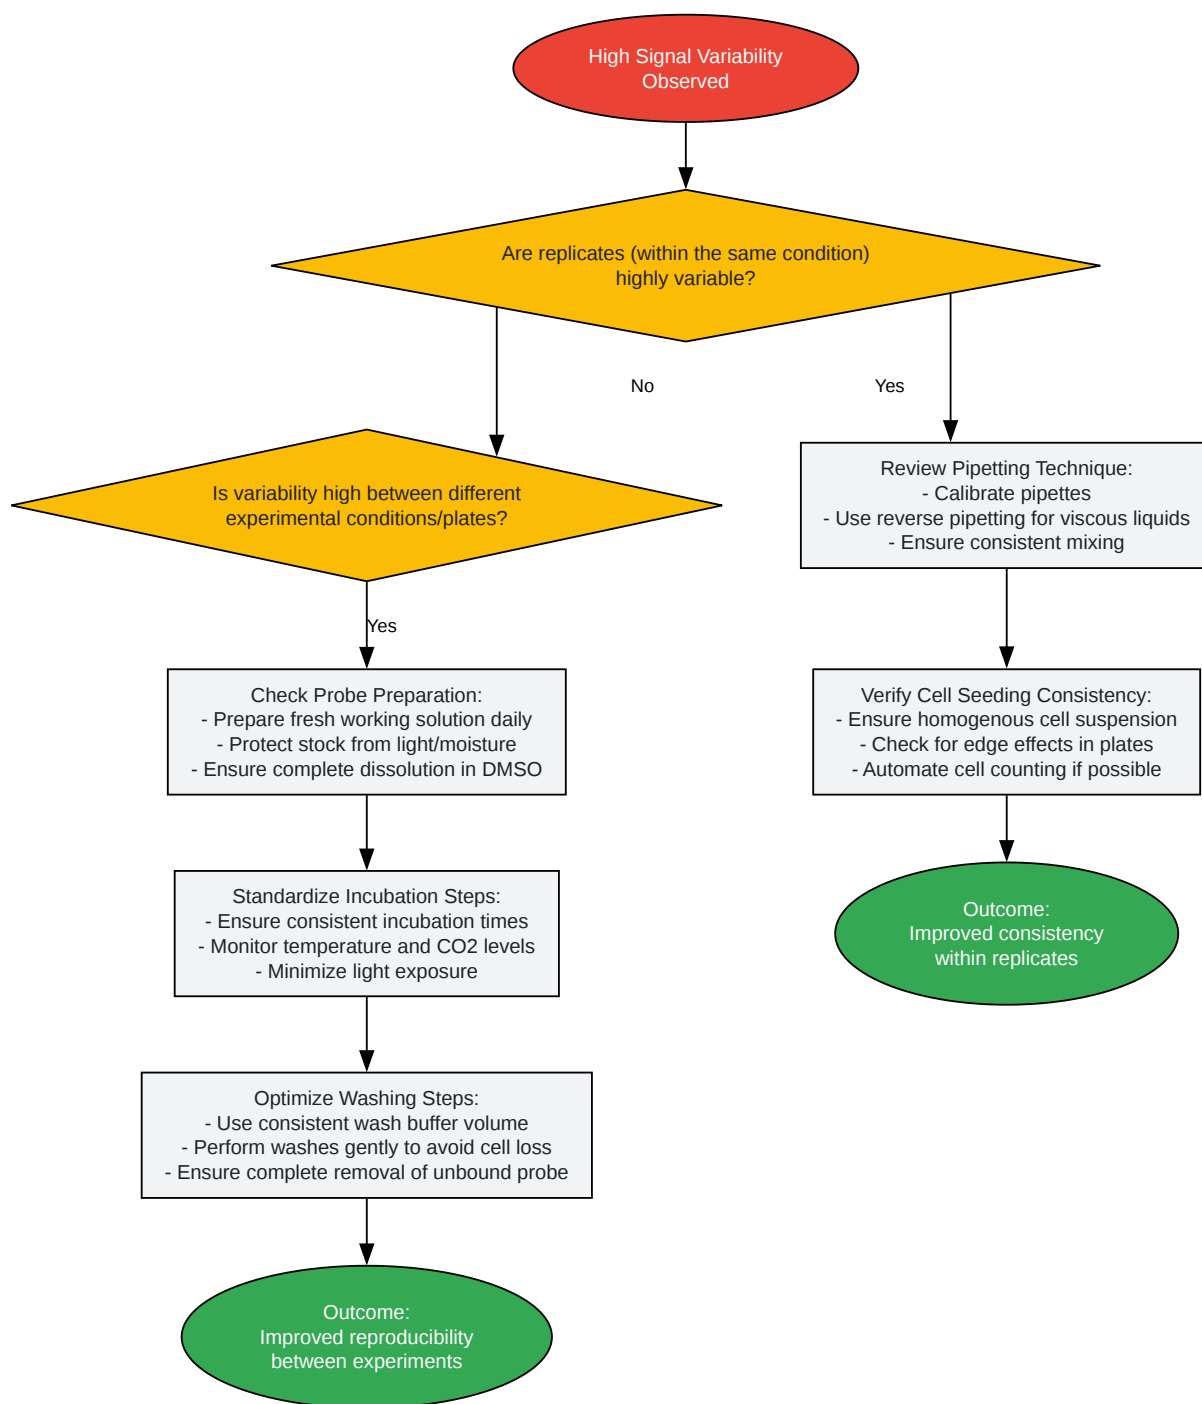 High Signal Variability
Observed
Are replicates (within the same condition)
highly variable?
No
Yes
Is variability high between different
experimental conditions/plates?
Review Pipetting Technique:
- Calibrate pipettes
- Use reverse pipetting for viscous liquids
- Ensure consistent mixing
Yes
Check Probe Preparation:
- Prepare fresh working solution daily
- Protect stock from light/moisture
- Ensure complete dissolution in DMSO
Verify Cell Seeding Consistency:
- Ensure homogenous cell suspension
- Check for edge effects in plates
- Automate cell counting if possible
Standardize Incubation Steps:
- Ensure consistent incubation times
- Monitor temperature and CO2 levels
- Minimize light exposure
Outcome:
Improved consistency
within replicates
Optimize Washing Steps:
- Use consistent wash buffer volume
- Perform washes gently to avoid cell loss
- Ensure complete removal of unbound probe
Outcome:
Improved reproducibility
between experiments